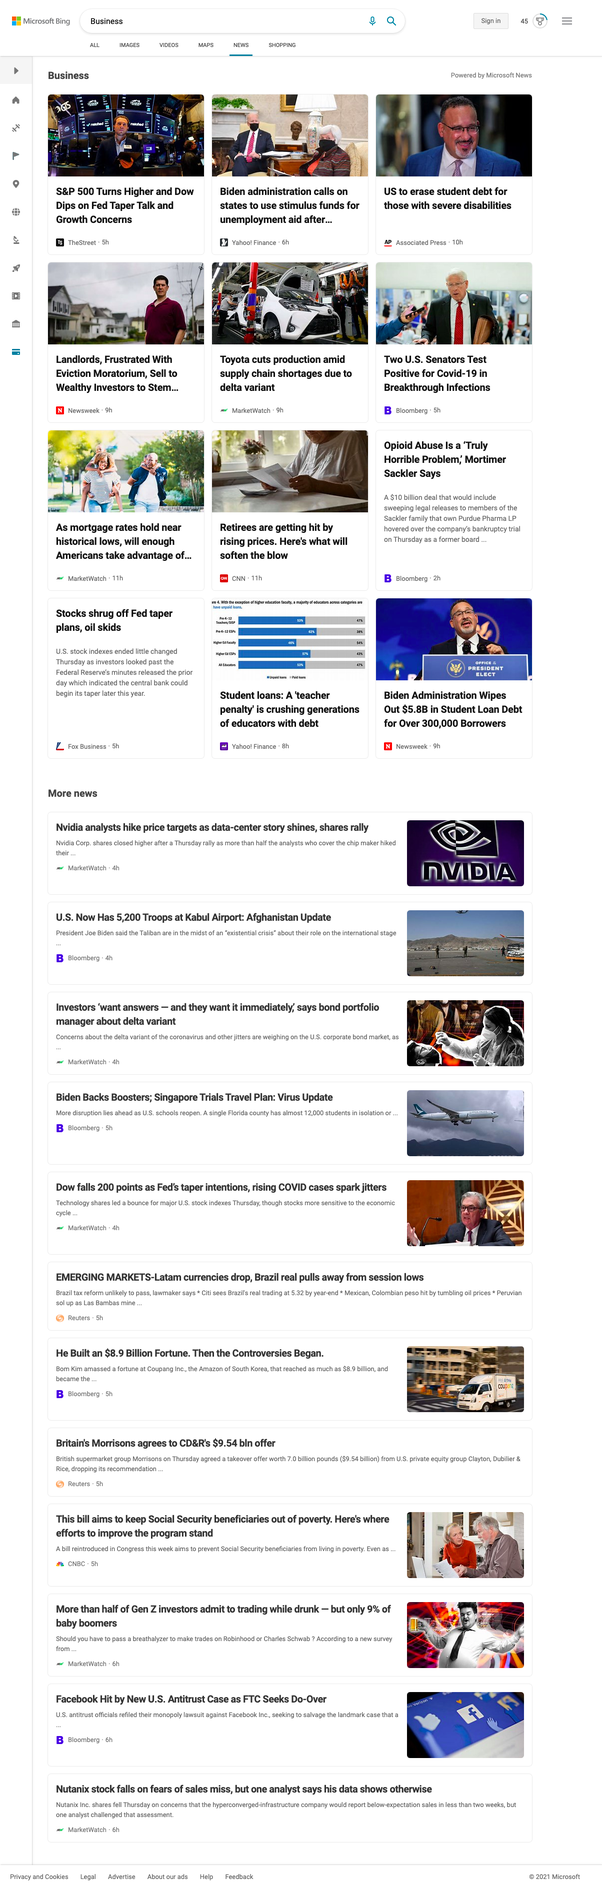 Microsoft Bing
Business
Sign in
45
ALL IMAGES VIDEOS MAPS NEWS SHOPPING
Business
Powered by Microsoft News
S&P 500 Turns Higher and Dow
Dips on Fed Taper Talk and
Growth Concerns
TheStreet · 5h
Biden administration calls on
states to use stimulus funds for
unemployment aid after...
Yahoo! Finance · 6h
US to erase student debt for
those with severe disabilities
AP
Associated Press · 10h
Landlords, Frustrated With
Eviction Moratorium, Sell to
Wealthy Investors to Stem...
Newsweek · 9h
Toyota cuts production amid
supply chain shortages due to
delta variant
MarketWatch · 9h
Two U.S. Senators Test
Positive for Covid-19 in
Breakthrough Infections
Bloomberg · 5h
As mortgage rates hold near
historical lows, will enough
Americans take advantage of...
MarketWatch · 11h
Retirees are getting hit by
rising prices. Here's what will
soften the blow
CNN · 11h
Opioid Abuse Is a ‘Truly
Horrible Problem,’ Mortimer
Sackler Says
A $10 billion deal that would include
sweeping legal releases to members of the
Sackler family that own Purdue Pharma LP
hovered over the company's bankruptcy trial
on Thursday as a former board ...
Bloomberg · 2h
Stocks shrug off Fed taper
plans, oil skids
U.S. stock indexes ended little changed
Thursday as investors looked past the
Federal Reserve's minutes released the prior
day which indicated the central bank could
begin its taper later this year.
Fox Business · 5h
Student loans: A 'teacher
penalty' is crushing generations
of educators with debt
Yahoo! Finance · 8h
OFFICE OF THE
PRESIDENT
ELECT
Biden Administration Wipes
Out $5.8B in Student Loan Debt
for Over 300,000 Borrowers
Newsweek · 9h
More news
Nvidia analysts hike price targets as data-center story shines, shares rally
Nvidia Corp. shares closed higher after a Thursday rally as more than half the analysts who cover the chip maker hiked
their ...
MarketWatch · 4h
NVIDIA
U.S. Now Has 5,200 Troops at Kabul Airport: Afghanistan Update
President Joe Biden said the Taliban are in the midst of an "existential crisis" about their role on the international stage
...
Bloomberg · 4h
Investors ‘want answers — and they want it immediately,’ says bond portfolio
manager about delta variant
Concerns about the delta variant of the coronavirus and other jitters are weighing on the U.S. corporate bond market, as
...
MarketWatch · 4h
Biden Backs Boosters; Singapore Trials Travel Plan: Virus Update
More disruption lies ahead as U.S. schools reopen. A single Florida county has almost 12,000 students in isolation or ...
Bloomberg · 5h
Dow falls 200 points as Fed's taper intentions, rising COVID cases spark jitters
Technology shares led a bounce for major U.S. stock indexes Thursday, though stocks more sensitive to the economic
cycle ...
MarketWatch · 4h
EMERGING MARKETS-Latam currencies drop, Brazil real pulls away from session lows
Brazil tax reform unlikely to pass, lawmaker says * Citi sees Brazil's real trading at 5.32 by year-end * Mexican, Colombian peso hit by tumbling oil prices * Peruvian
sol up as Las Bambas mine ...
Reuters · 5h
He Built an $8.9 Billion Fortune. Then the Controversies Began.
Bom Kim amassed a fortune at Coupang Inc., the Amazon of South Korea, that reached as much as $8.9 billion, and
became the ...
Bloomberg · 5h
Britain's Morrisons agrees to CD&R's $9.54 bln offer
British supermarket group Morrisons on Thursday agreed a takeover offer worth 7.0 billion pounds ($9.54 billion) from U.S. private equity group Clayton, Dubilier &
Rice, dropping its recommendation ...
Reuters · 5h
This bill aims to keep Social Security beneficiaries out of poverty. Here's where
efforts to improve the program stand
A bill reintroduced in Congress this week aims to prevent Social Security beneficiaries from living in poverty. Even as ...
CNBC · 5h
More than half of Gen Z investors admit to trading while drunk — but only 9% of
baby boomers
Should you have to pass a breathalyzer to make trades on Robinhood or Charles Schwab ? According to a new survey
from ...
MarketWatch · 6h
Facebook Hit by New U.S. Antitrust Case as FTC Seeks Do-Over
U.S. antitrust officials refiled their monopoly lawsuit against Facebook Inc., seeking to salvage the landmark case that a
...
Bloomberg · 6h
Nutanix stock falls on fears of sales miss, but one analyst says his data shows otherwise
Nutanix Inc. shares fell Thursday on concerns that the hyperconverged-infrastructure company would report below-expectation sales in less than two weeks, but
one analyst challenged that assessment.
MarketWatch · 6h
Privacy and Cookies Legal Advertise About our ads Help Feedback
© 2021 Microsoft